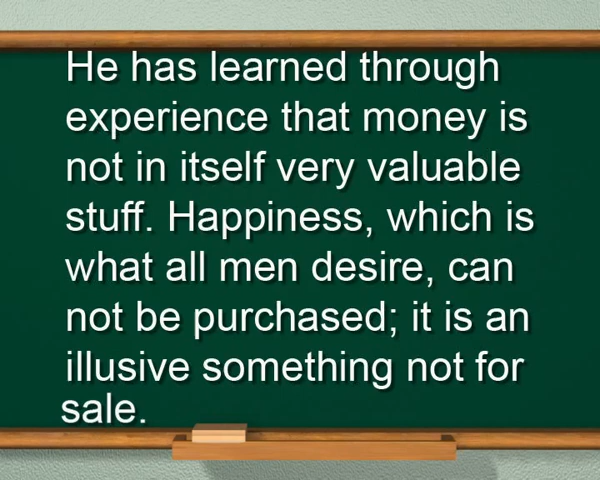 He has learned through
experience that money is
not in itself very valuable
stuff. Happiness, which is
what all men desire, can
not be purchased; it is an
illusive something not for
sale.